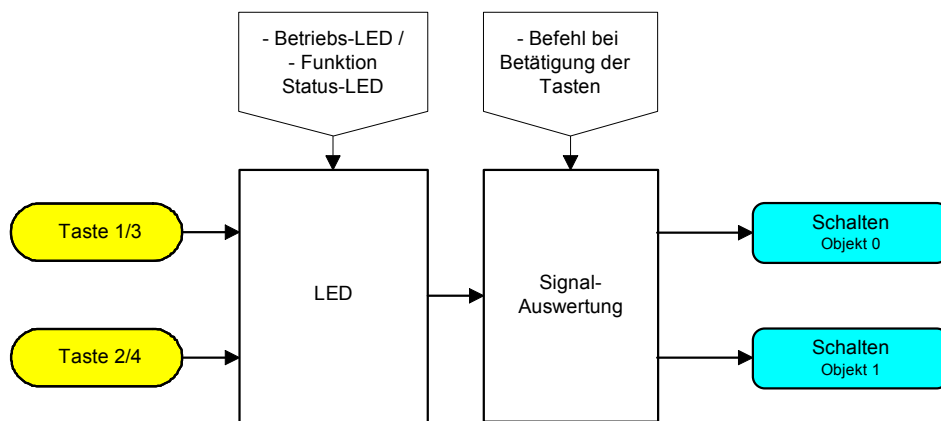 - Betriebs-LED /
- Funktion
Status-LED
- Befehl bei
Betätigung der
Tasten
Taste 1/3
Taste 2/4
LED
Signal-
Auswertung
Schalten
Objekt 0
Schalten
Objekt 1